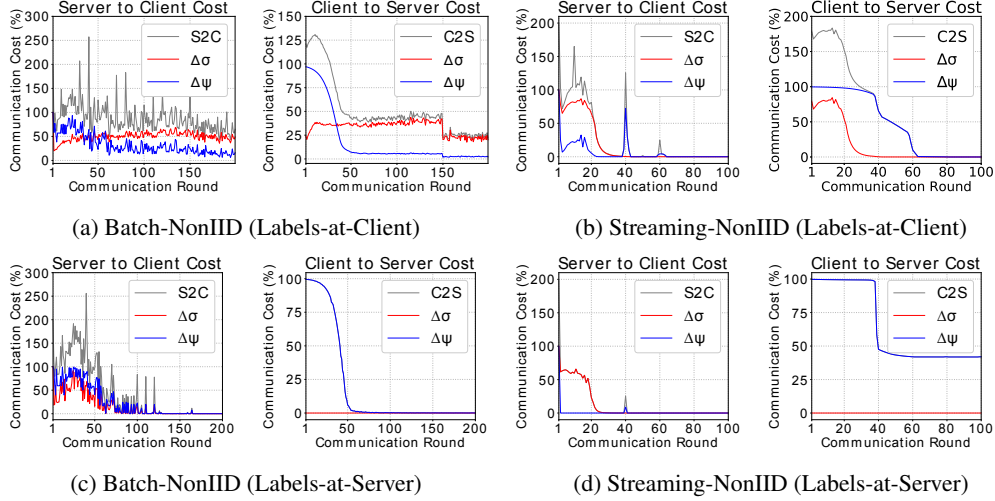 Server to Client Cost
Communication Cost (%)
300
250
200
150
100
50
0
S2C
Δσ
Δψ
1 50 100 150
Communication Round
Client to Server Cost
Communication Cost (%)
150
125
100
75
50
25
0
C2S
Δσ
Δψ
1 50 100 150
Communication Round
(a) Batch-NonIID (Labels-at-Client)
Server to Client Cost
Communication Cost (%)
200
150
100
50
0
S2C
Δσ
Δψ
1 20 40 60 80 100
Communication Round
Client to Server Cost
Communication Cost (%)
200
150
100
50
0
C2S
Δσ
Δψ
1 20 40 60 80 100
Communication Round
(b) Streaming-NonIID (Labels-at-Client)
Server to Client Cost
Communication Cost (%)
300
250
200
150
100
50
0
S2C
Δσ
Δψ
1 50 100 150 200
Communication Round
Client to Server Cost
Communication Cost (%)
100
75
50
25
0
C2S
Δσ
Δψ
1 50 100 150 200
Communication Round
(c) Batch-NonIID (Labels-at-Server)
Server to Client Cost
Communication Cost (%)
200
150
100
50
0
S2C
Δσ
Δψ
1 20 40 60 80 100
Communication Round
Client to Server Cost
Communication Cost (%)
100
75
50
25
0
C2S
Δσ
Δψ
1 20 40 60 80 100
Communication Round
(d) Streaming-NonIID (Labels-at-Server)